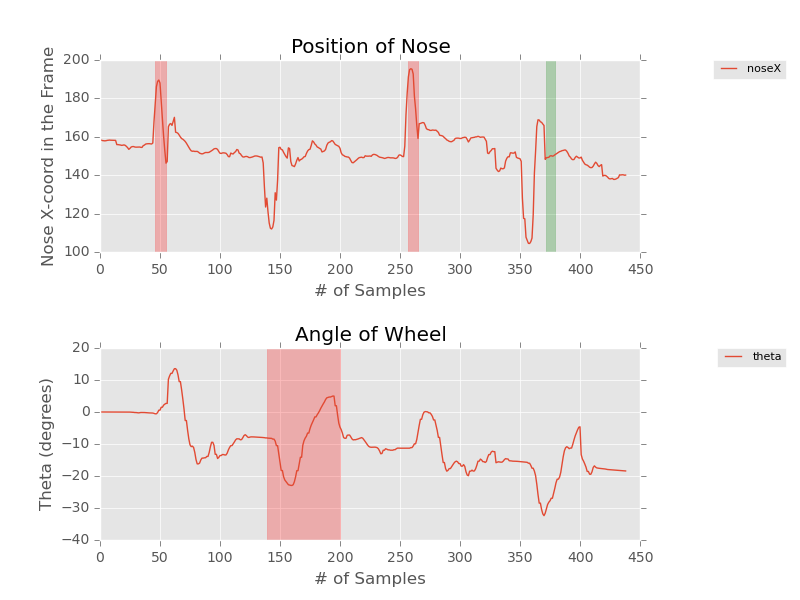 Position of Nose
Nose X-coord in the Frame
200
180
160
140
120
100
0 50 100 150 200 250 300 350 400 450
# of Samples
noseX
Angle of Wheel
Theta (degrees)
20
10
0
−10
−20
−30
−40
0 50 100 150 200 250 300 350 400 450
# of Samples
theta